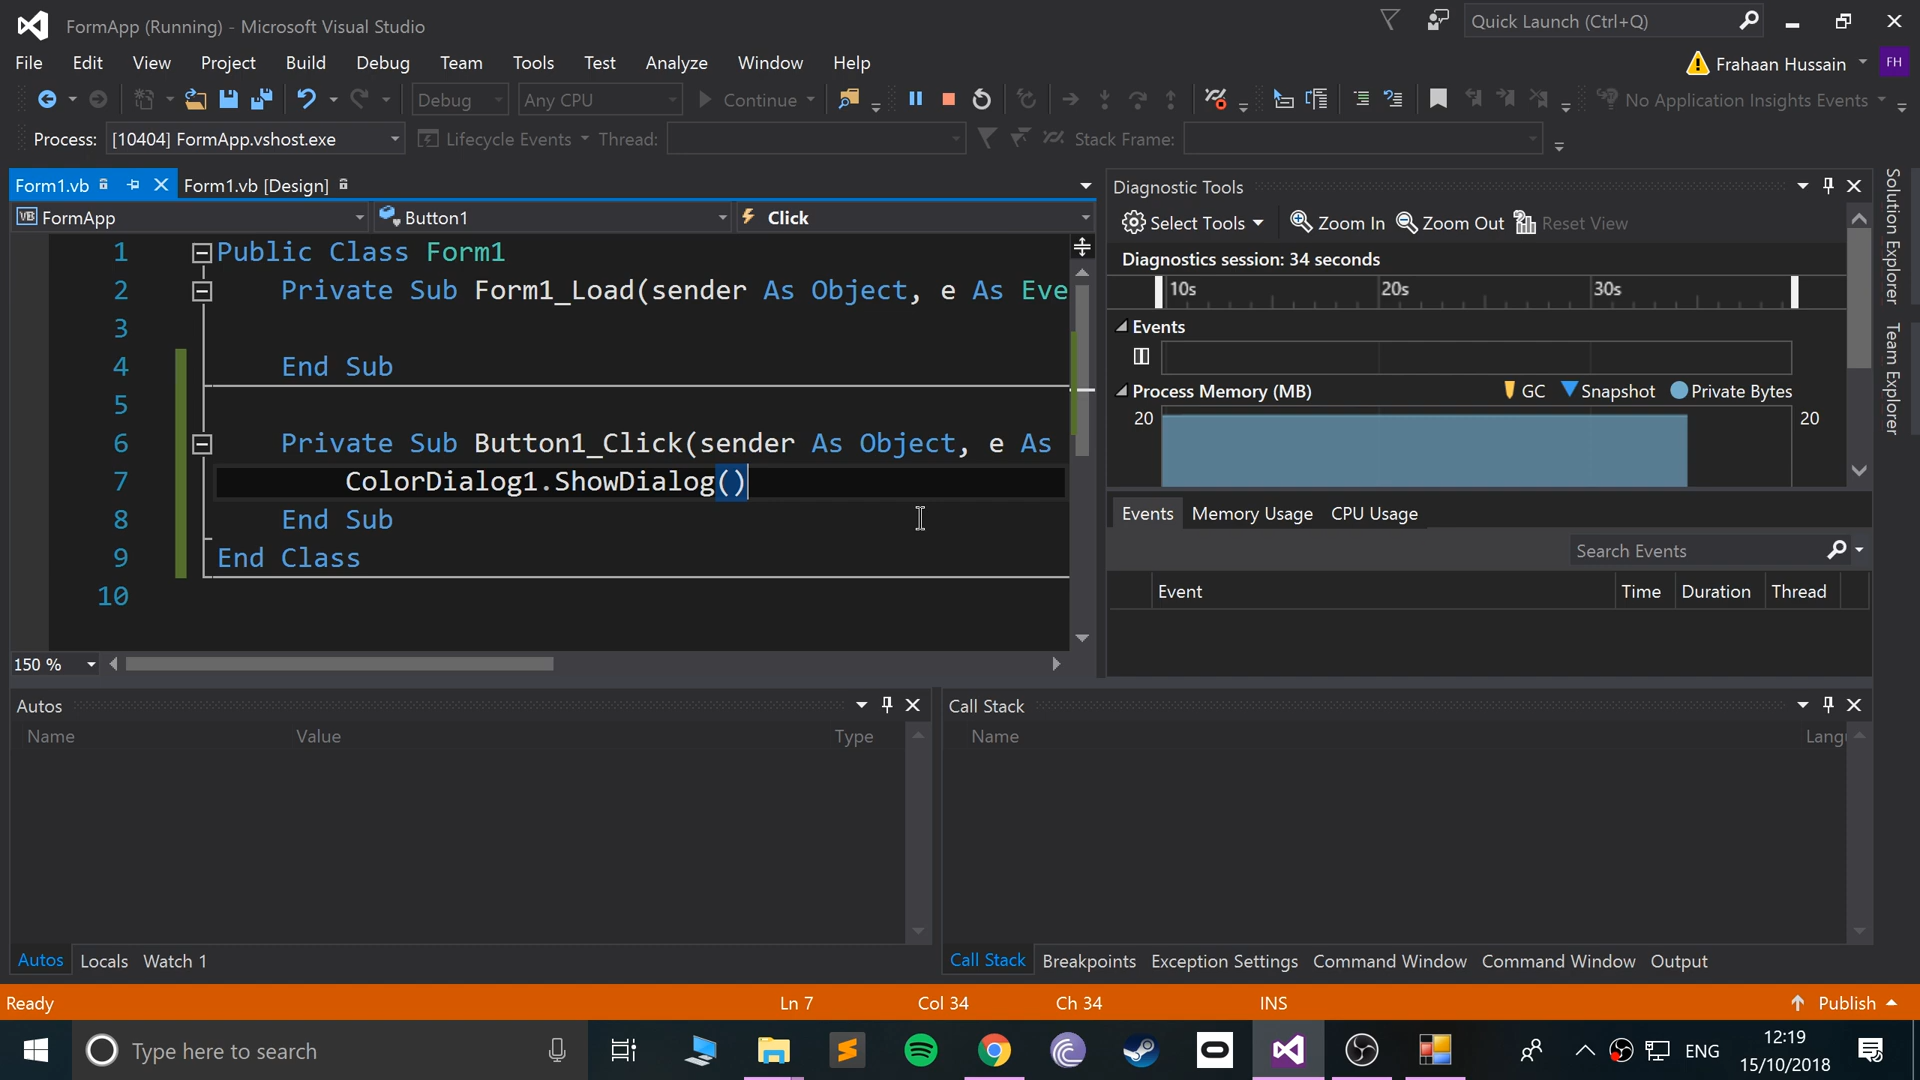 FormApp (Running) - Microsoft Visual Studio
Quick Launch (Ctrl+Q)
File Edit View Project Build Debug Team Tools Test Analyze Window Help
Frahaan Hussain FH
Debug Any CPU Continue No Application Insights Events
Process: [10404] FormApp.vshost.exe Lifecycle Events Thread: Stack Frame:
Form1.vb Form1.vb [Design]
VB FormApp Button1 Click
1 Public Class Form1
2 Private Sub Form1_Load(sender As Object, e As Eve
3
4 End Sub
5
6 Private Sub Button1_Click(sender As Object, e As
7 ColorDialog1.ShowDialog()
8 End Sub
9 End Class
10
150 %
Diagnostic Tools
Select Tools Zoom In Zoom Out Reset View
Diagnostics session: 34 seconds
10s 20s 30s
Events
Process Memory (MB) GC Snapshot Private Bytes
20 20
Events Memory Usage CPU Usage
Search Events
Event Time Duration Thread
Solution Explorer
Team Explorer
Autos
Name Value Type
Autos Locals Watch 1
Call Stack
Name Langu
Call Stack Breakpoints Exception Settings Command Window Command Window Output
Ready Ln 7 Col 34 Ch 34 INS Publish
Type here to search
ENG
12:19
15/10/2018